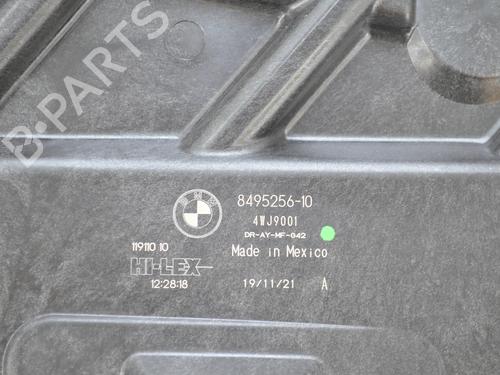 B-PARTS
BMW
8495256-10
4WJ9001
DR-AY-MF-042
119110 10
Made in Mexico
HI-LEX
12:28:18
19/11/21 A